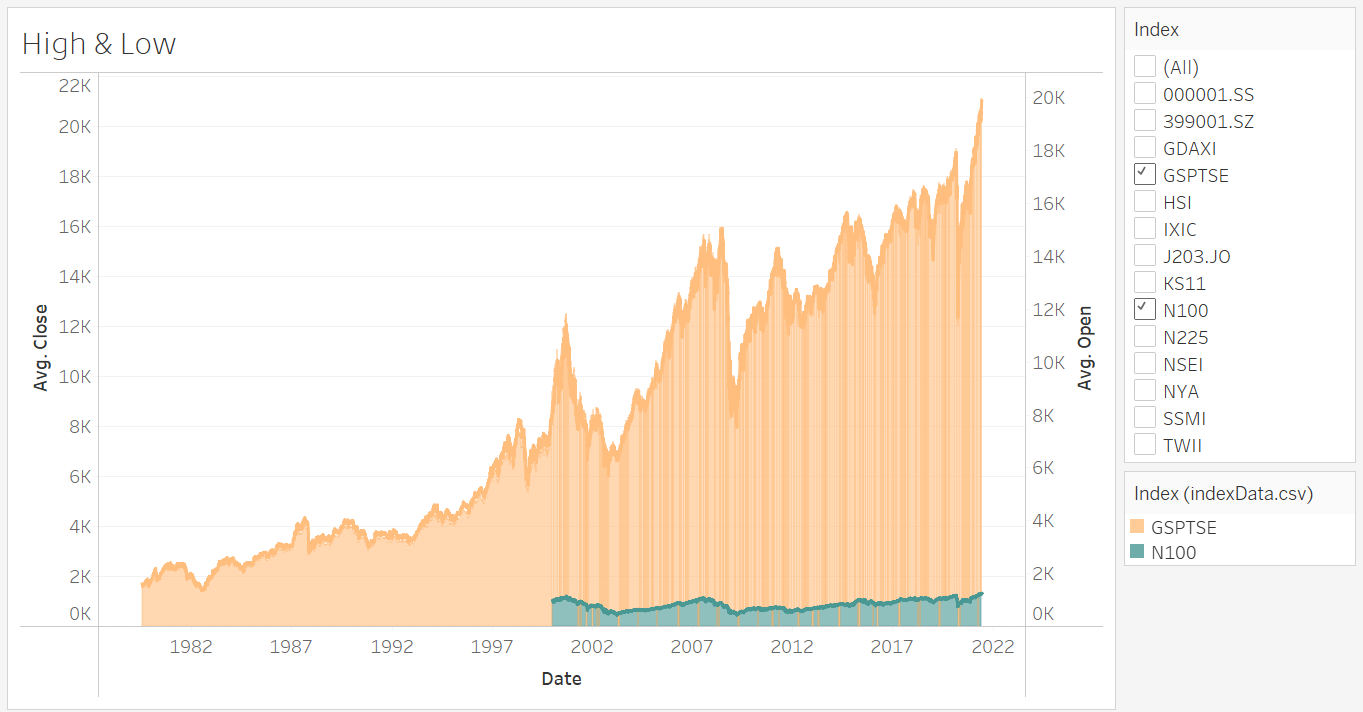 High & Low
22K
20K
18K
16K
14K
12K
10K
8K
6K
4K
2K
0K
Avg. Close
20K
18K
16K
14K
12K
10K
8K
6K
4K
2K
0K
Avg. Open
1982 1987 1992 1997 2002 2007 2012 2017 2022
Date
Index
(All)
000001.SS
399001.SZ
GDAXI
GSPTSE
HSI
IXIC
J203.JO
KS11
N100
N225
NSEI
NYA
SSMI
TWII
Index (indexData.csv)
GSPTSE
N100